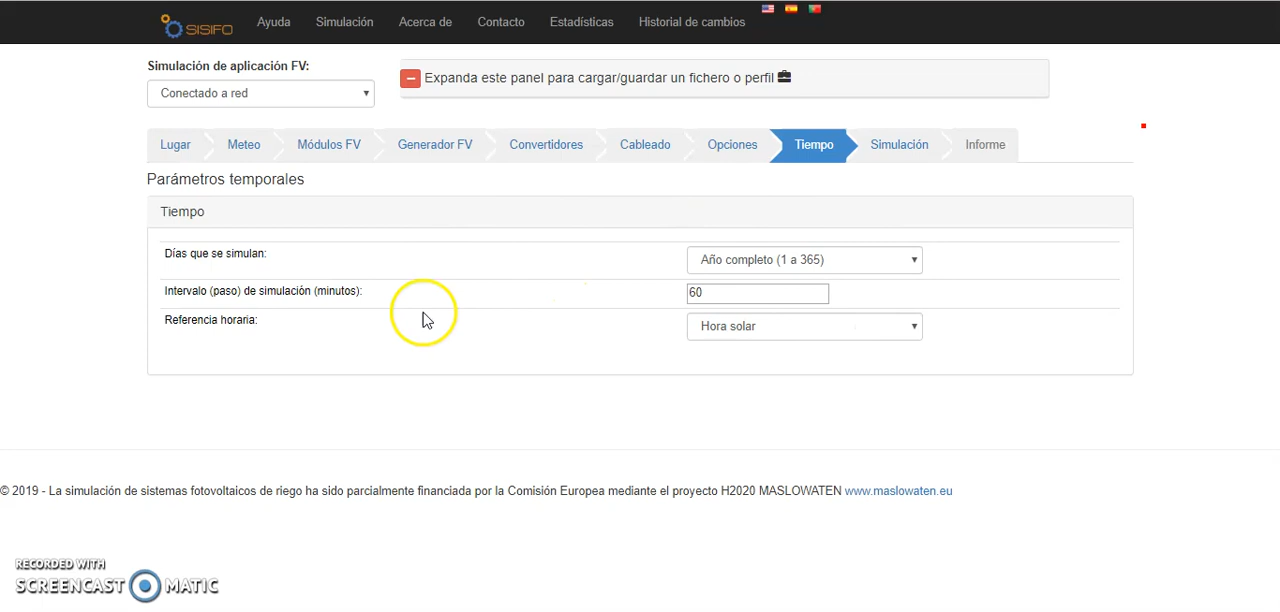 SISIFO Ayuda Simulación Acerca de Contacto Estadísticas Historial de cambios
Simulación de aplicación FV:
Conectado a red
Expanda este panel para cargar/guardar un fichero o perfil
Lugar Meteo Módulos FV Generador FV Convertidores Cableado Opciones Tiempo Simulación Informe
Parámetros temporales
Tiempo
Días que se simulan: Año completo (1 a 365)
Intervalo (paso) de simulación (minutos): 60
Referencia horaria: Hora solar
© 2019 - La simulación de sistemas fotovoltaicos de riego ha sido parcialmente financiada por la Comisión Europea mediante el proyecto H2020 MASLOWATEN www.maslowaten.eu
RECORDED WITH
SCREENCAST MATIC